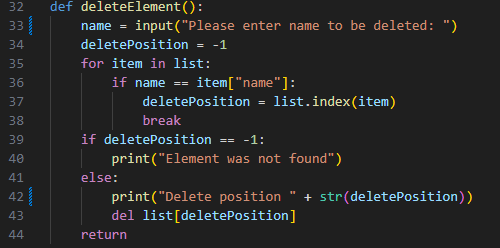 32 def deleteElement():
33     name = input("Please enter name to be deleted: ")
34     deletePosition = -1
35     for item in list:
36         if name == item["name"]:
37             deletePosition = list.index(item)
38             break
39     if deletePosition == -1:
40         print("Element was not found")
41     else:
42         print("Delete position " + str(deletePosition))
43         del list[deletePosition]
44     return